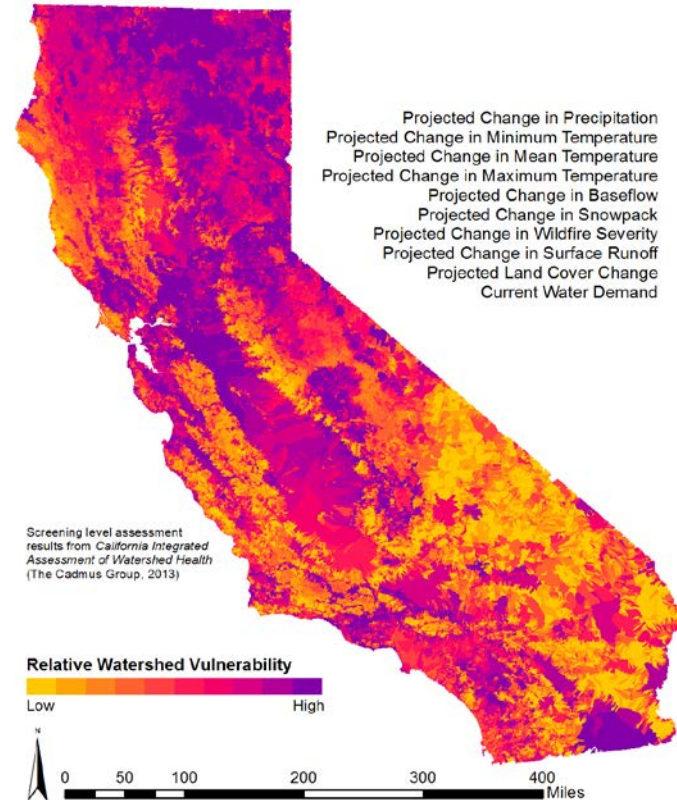 Projected Change in Precipitation
Projected Change in Minimum Temperature
Projected Change in Mean Temperature
Projected Change in Maximum Temperature
Projected Change in Baseflow
Projected Change in Snowpack
Projected Change in Wildfire Severity
Projected Change in Surface Runoff
Projected Land Cover Change
Current Water Demand
Screening level assessment
results from California Integrated
Assessment of Watershed Health
(The Cadmus Group, 2013)
Relative Watershed Vulnerability
Low High
N
0 50 100 200 300 400 Miles